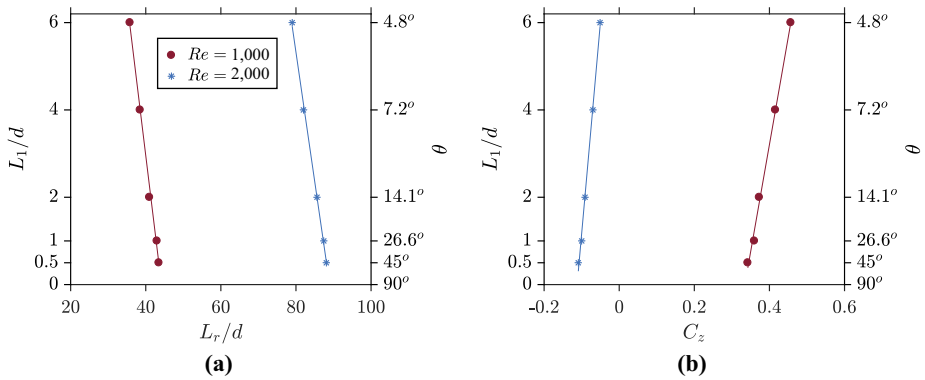 6
4
2
1
0.5
0
L₁/d
20 40 60 80 100
Lᵣ/d
4.8°
7.2°
14.1°
26.6°
45°
90°
θ
Re = 1,000
Re = 2,000
(a)
6
4
2
1
0.5
0
L₁/d
-0.2 0 0.2 0.4 0.6
C_z
4.8°
7.2°
14.1°
26.6°
45°
90°
θ
(b)